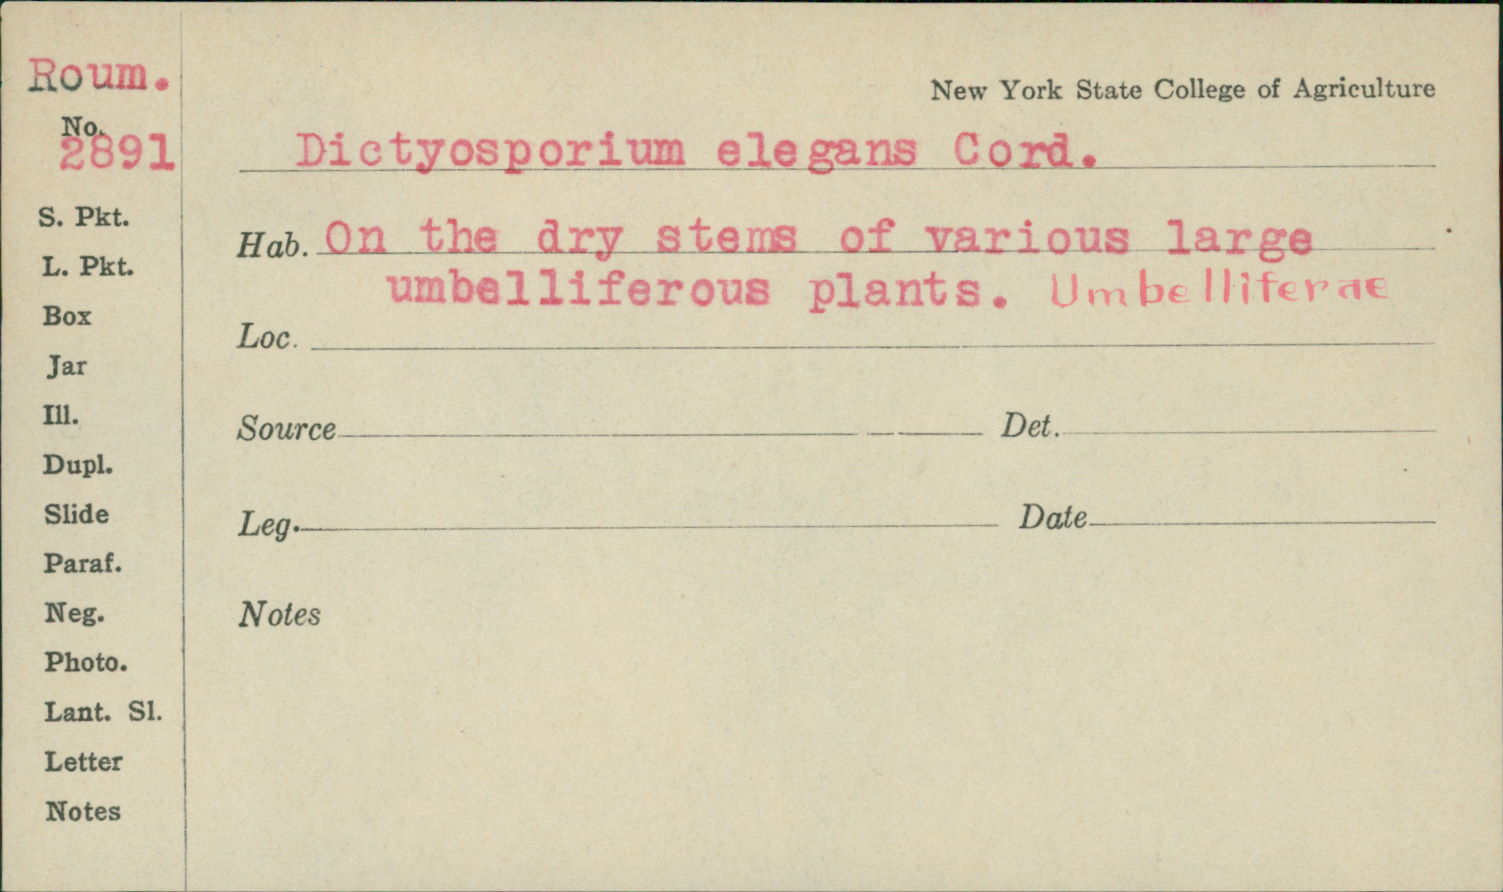 Roum.
No.
2891
S. Pkt.
L. Pkt.
Box
Jar
Ill.
Dupl.
Slide
Paraf.
Neg.
Photo.
Lant. Sl.
Letter
Notes
New York State College of Agriculture
Dictyosporium elegans Cord.
Hab. On the dry stems of various large
umbelliferous plants. Umbelliferae
Loc.
Source Det.
Leg. Date
Notes